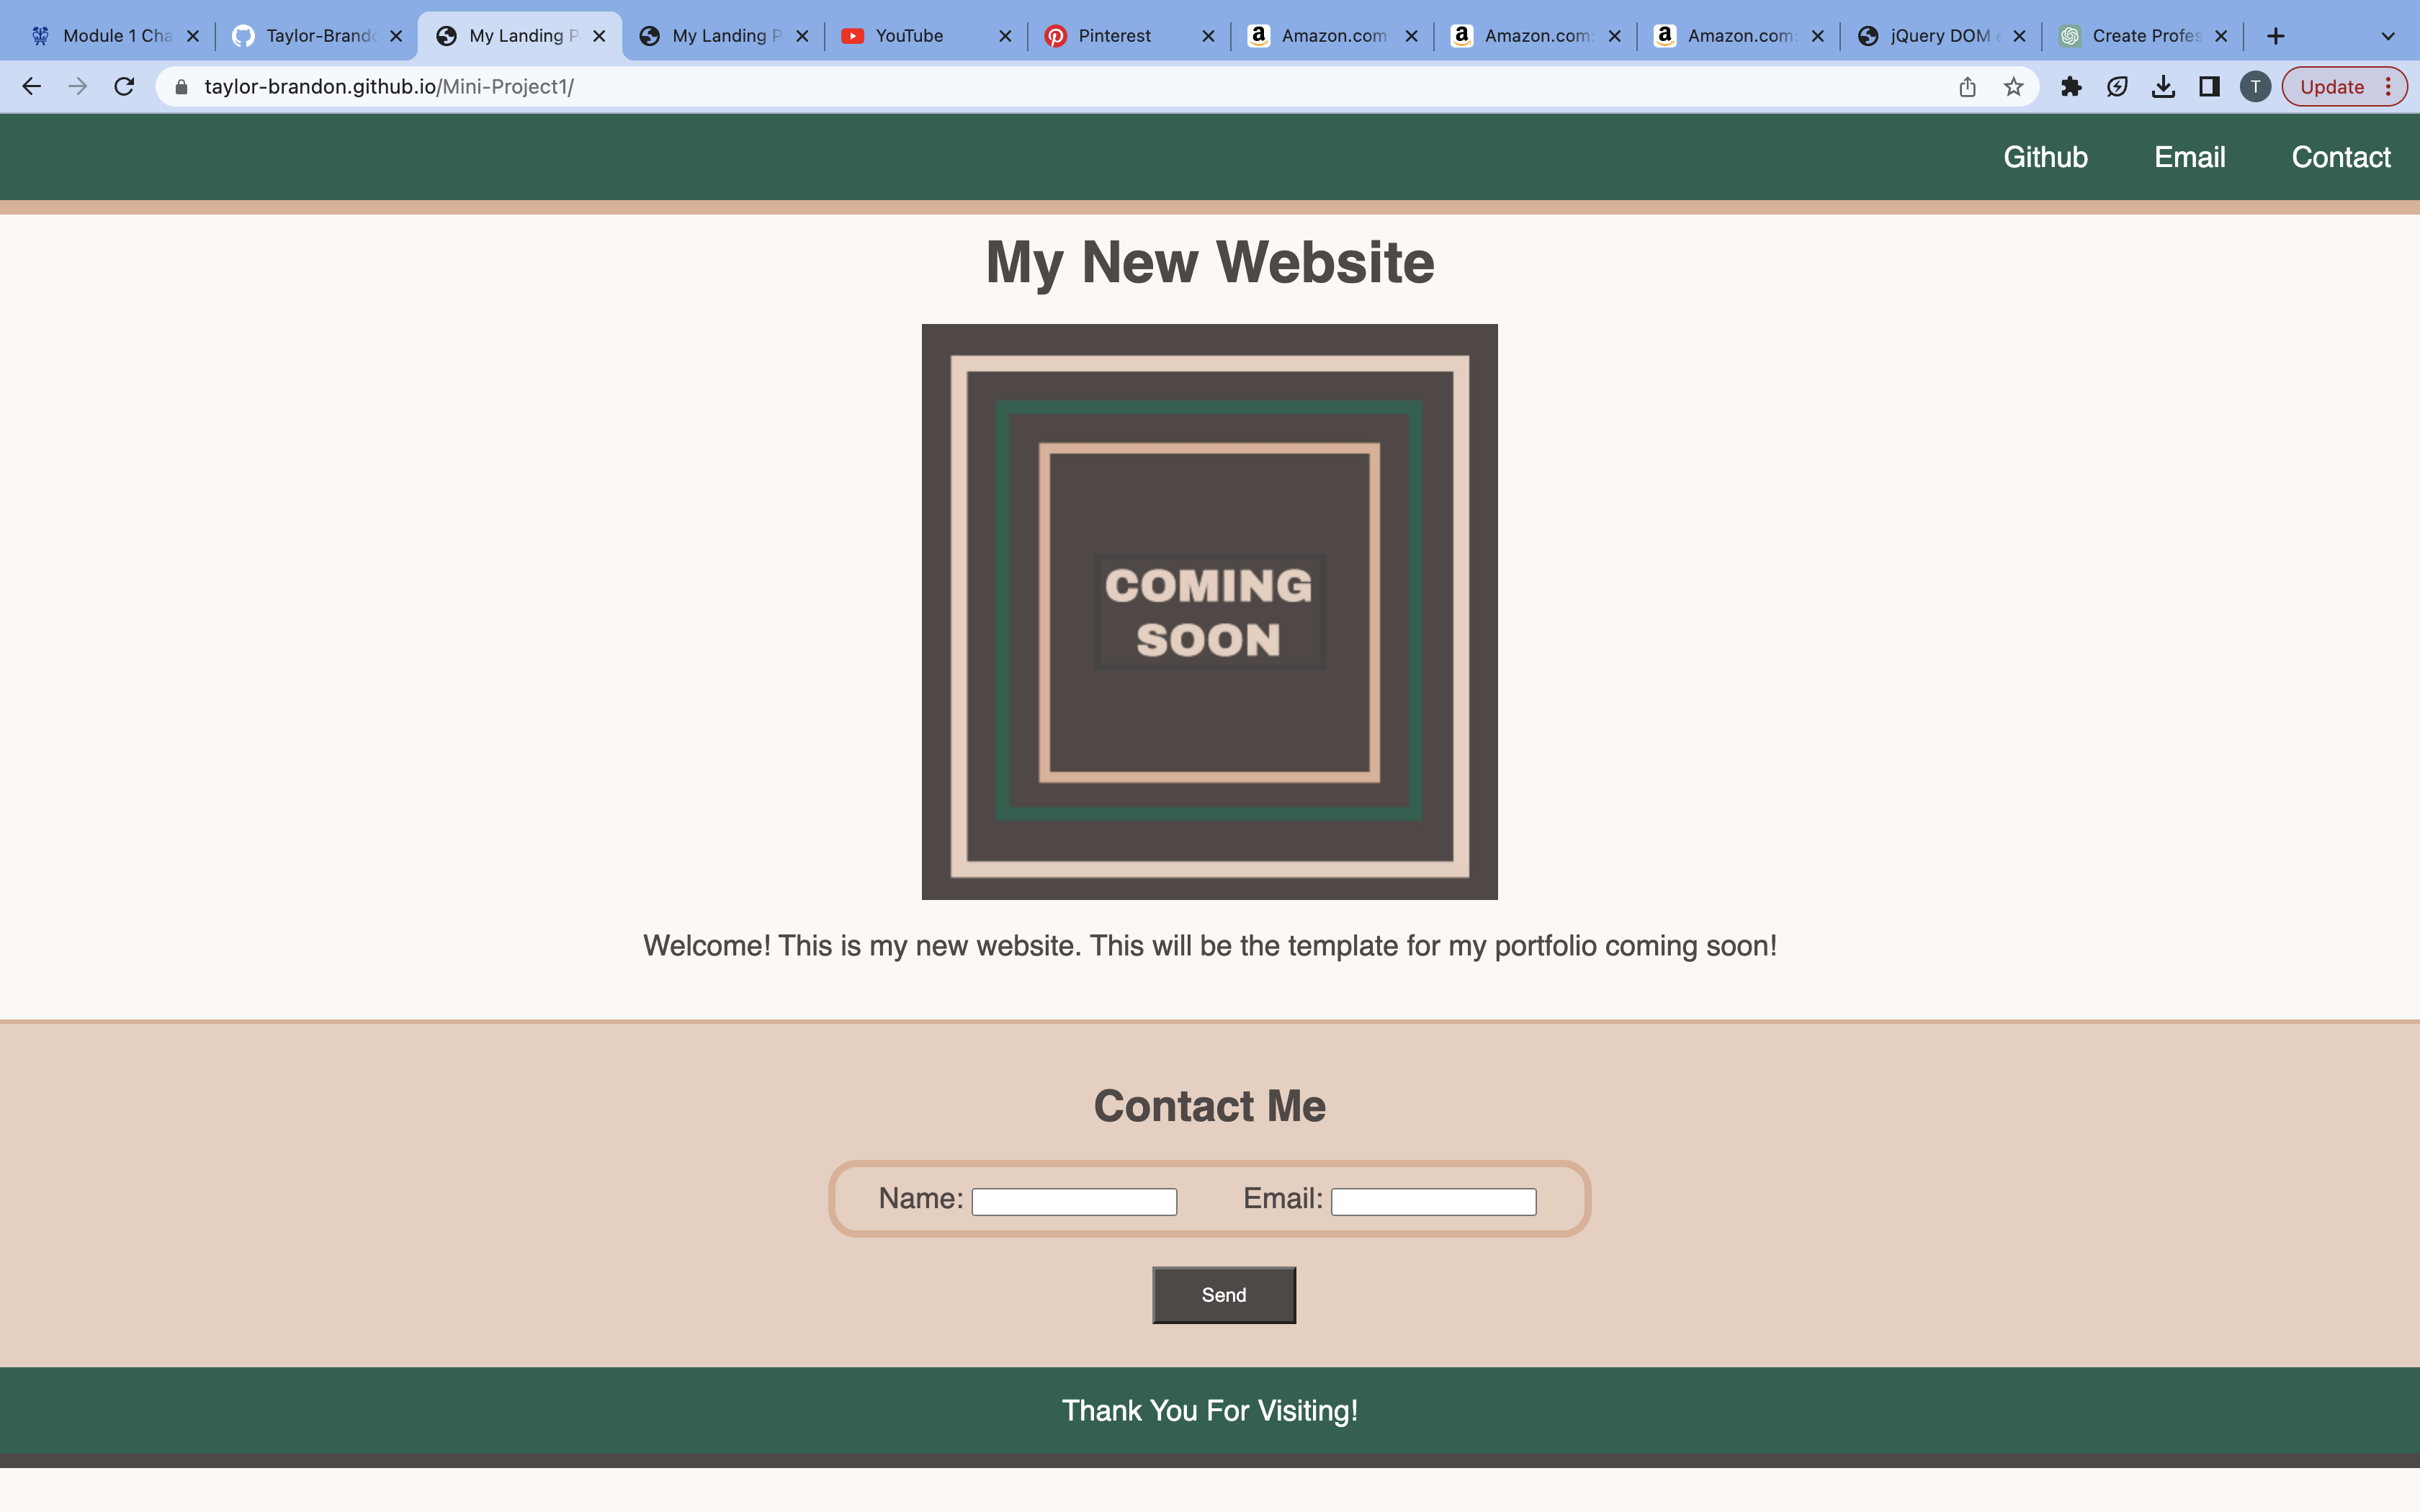 Module 1 Cha
Taylor-Brando
My Landing P
My Landing P
YouTube
Pinterest
Amazon.com
Amazon.com:
Amazon.com:
jQuery DOM e
Create Profes
taylor-brandon.github.io/Mini-Project1/
T
Update
Github
Email
Contact
My New Website
COMING
SOON
Welcome! This is my new website. This will be the template for my portfolio coming soon!
Contact Me
Name:
Email:
Send
Thank You For Visiting!